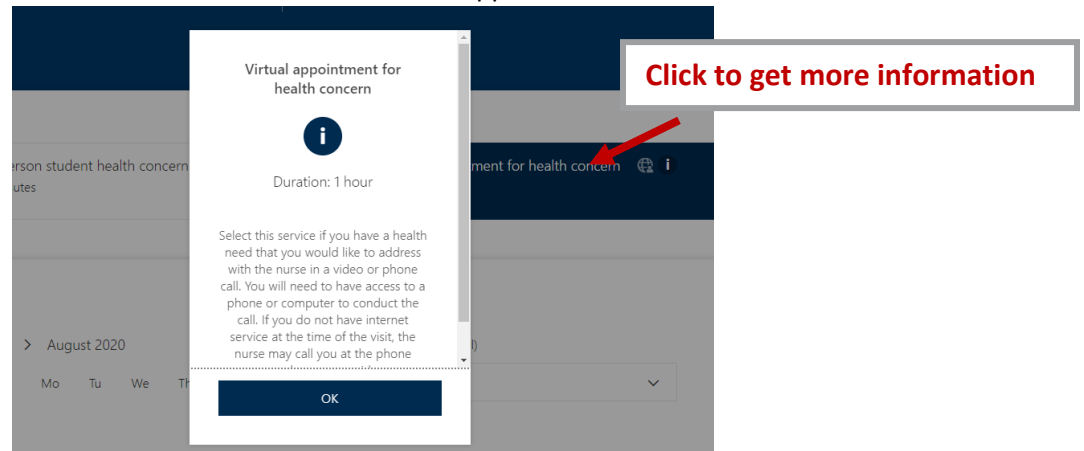 Virtual appointment for
health concern
i
Duration: 1 hour
Click to get more information
student health concern
for health concern i
Select this service if you have a health
need that you would like to address
with the nurse in a video or phone
call. You will need to have access to a
phone or computer to conduct the
call. If you do not have internet
service at the time of the visit, the
nurse may call you at the phone
> August 2020
Mo Tu We
OK